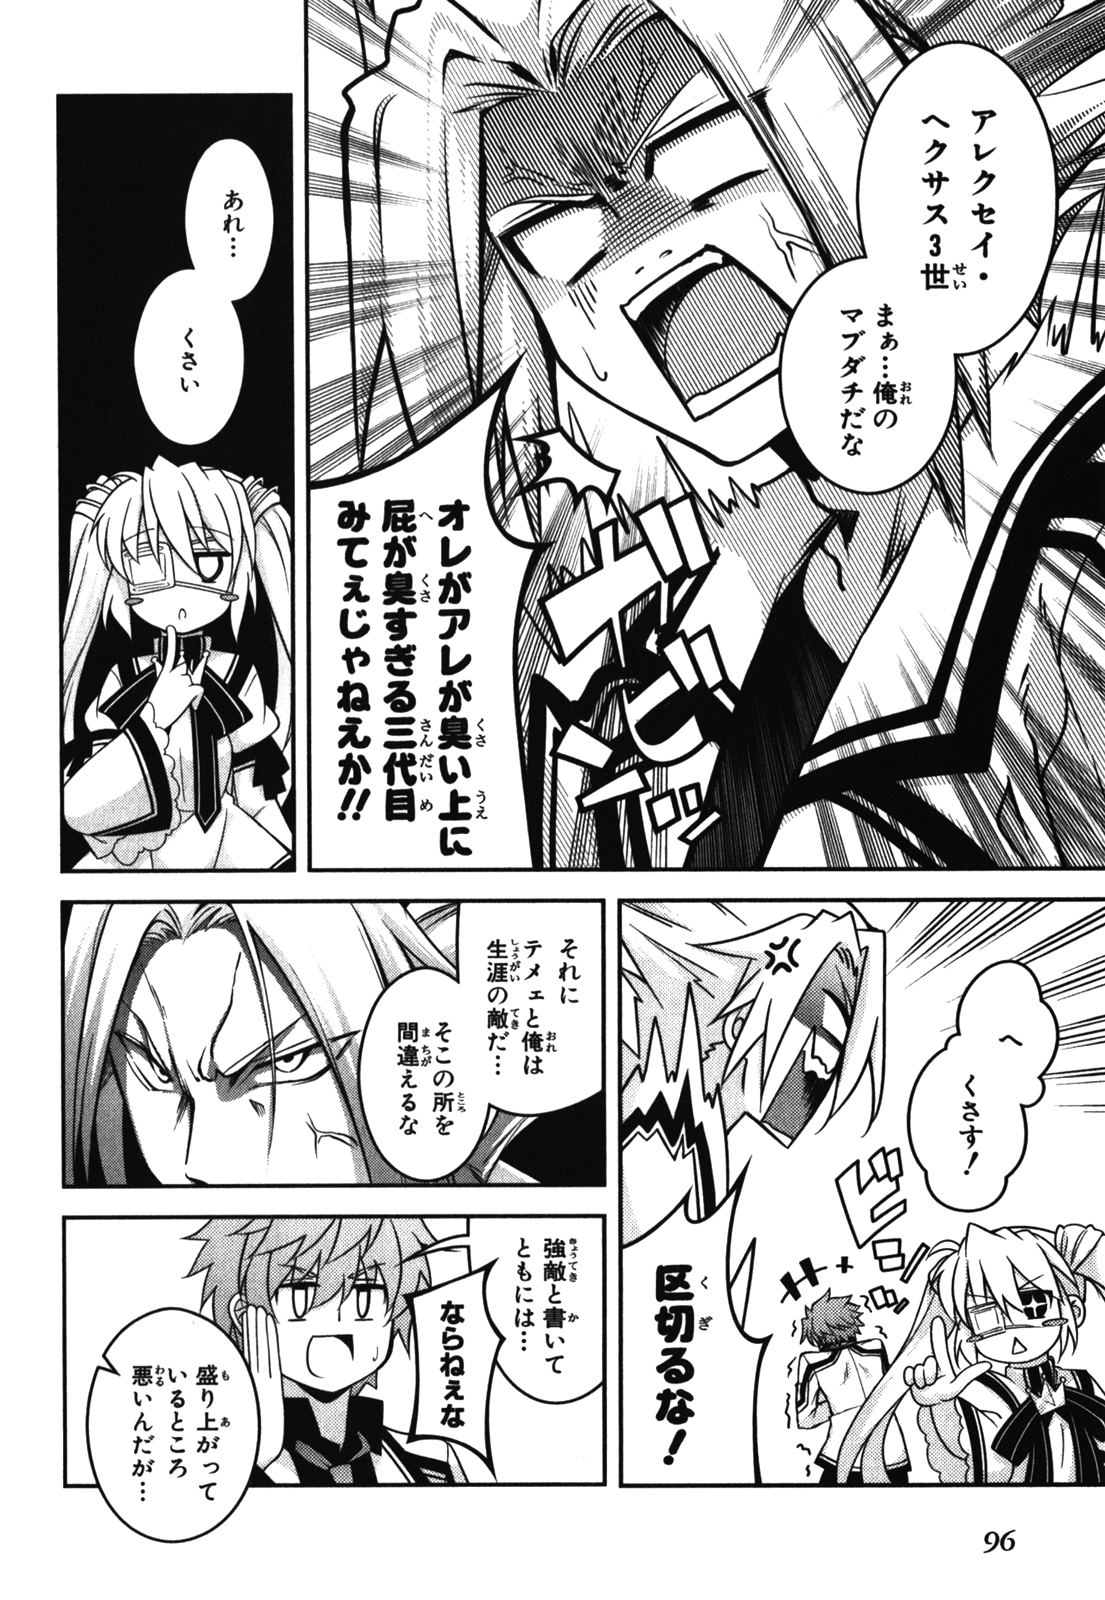 アレクセイ・
ヘクサス3世
まぁ…俺の
マブダチだな
あれ…
くさい
オレがアレが臭い上に
屁が臭すぎる三代目
みてぇじゃねえか!!
ヘ
くさす!
区切るな!
ビシ
それに
テメェと俺は
生涯の敵だ…
そこの所を
間違えるな
強敵と書いて
ともには…
ならねぇな
盛り上がって
いるところ
悪いんだが…
96